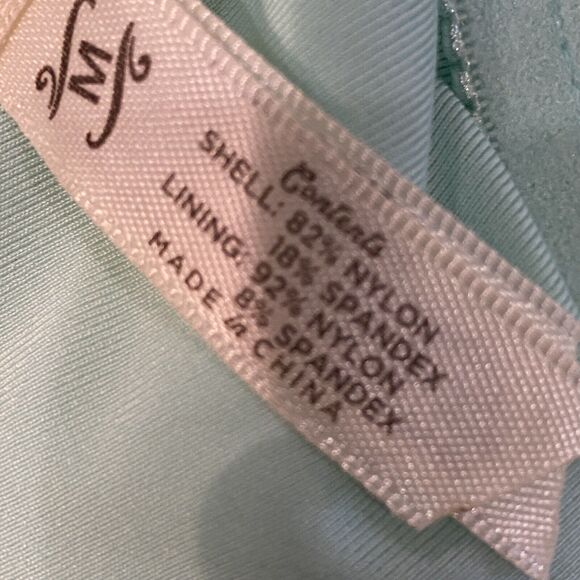 M
Contents
SHELL: 82% NYLON
18% SPANDEX
LINING: 92% NYLON
8% SPANDEX
MADE in CHINA